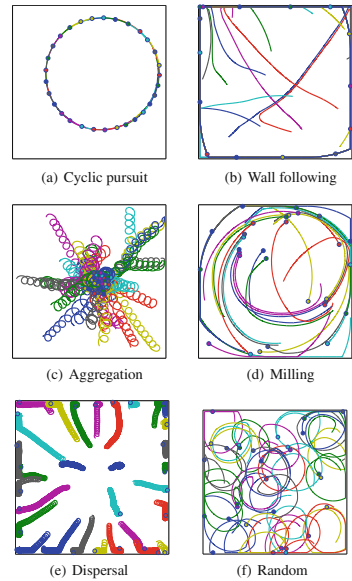 (a) Cyclic pursuit
(b) Wall following
(c) Aggregation
(d) Milling
(e) Dispersal
(f) Random